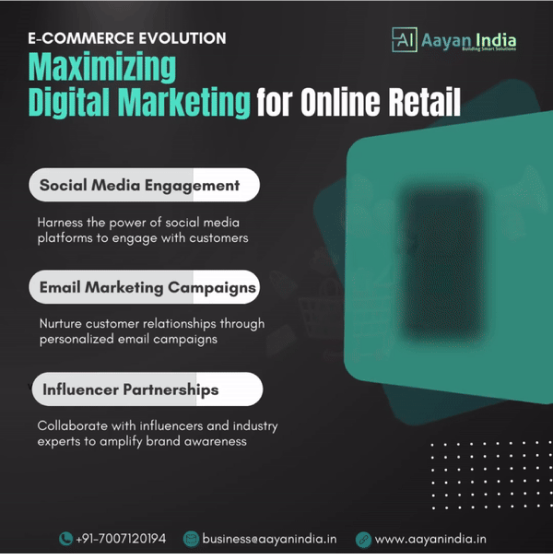 E-COMMERCE EVOLUTION
AI Aayan India
Building Smart Solutions
Maximizing
Digital Marketing for Online Retail
Social Media Engagement
Harness the power of social media
platforms to engage with customers
Email Marketing Campaigns
Nurture customer relationships through
personalized email campaigns
Influencer Partnerships
Collaborate with influencers and industry
experts to amplify brand awareness
+91-7007120194
business@aayanindia.in
www.aayanindia.in